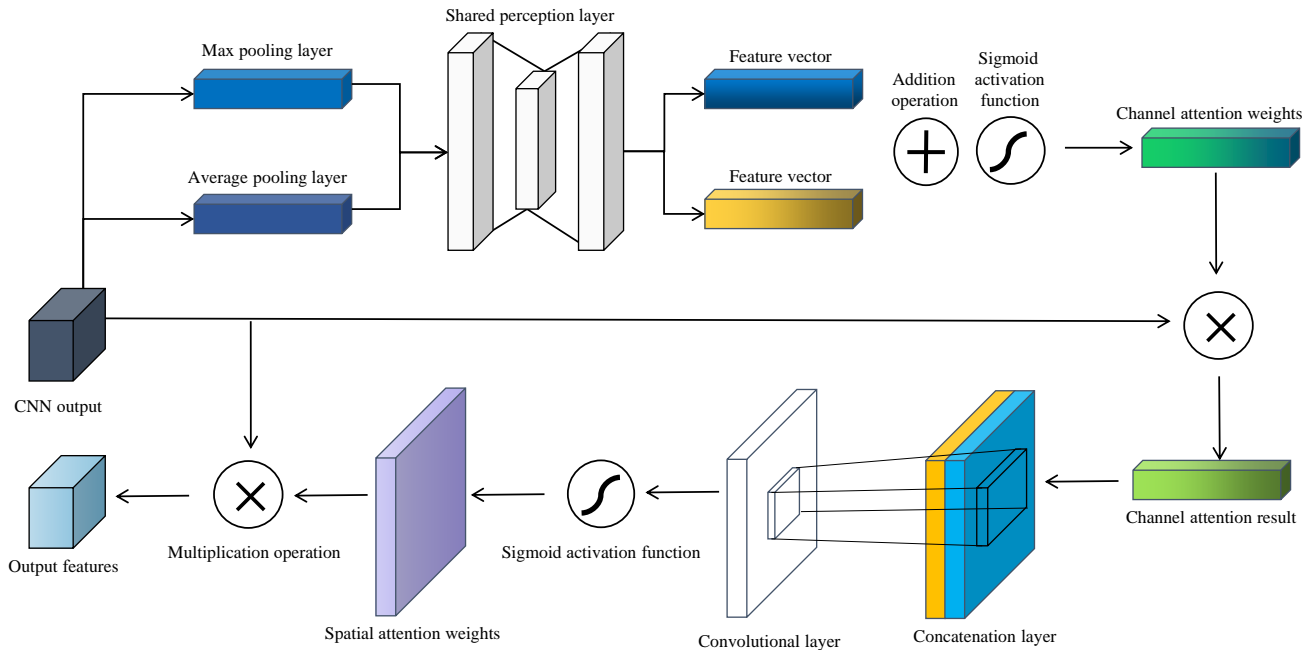 Shared perception layer
Max pooling layer
Feature vector
Addition
operation
Sigmoid
activation
function
Channel attention weights
Average pooling layer
Feature vector
CNN output
Channel attention result
Multiplication operation
Sigmoid activation function
Output features
Spatial attention weights
Convolutional layer
Concatenation layer